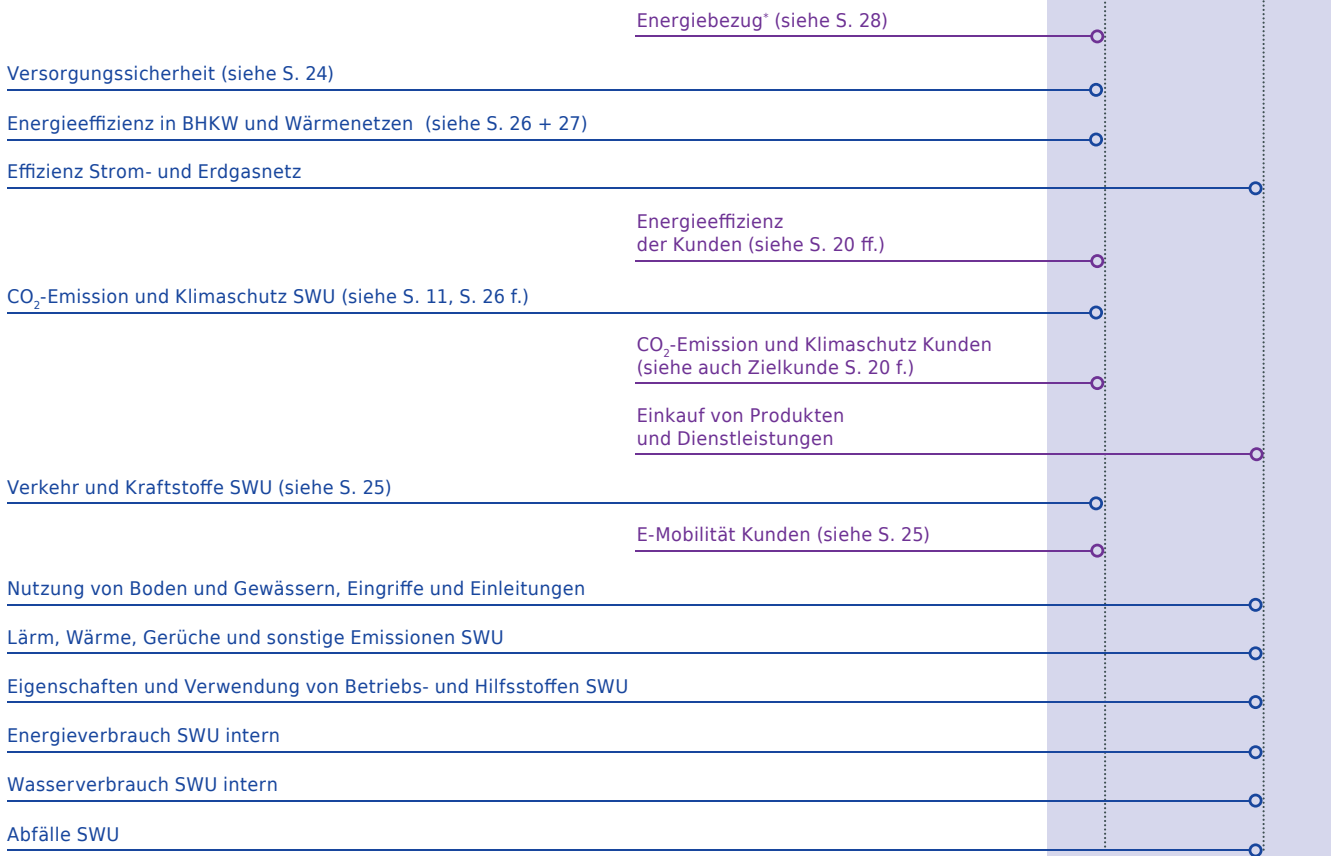 Energiebezug* (siehe S. 28)
Versorgungssicherheit (siehe S. 24)
Energieeffizienz in BHKW und Wärmenetzen (siehe S. 26 + 27)
Effizienz Strom- und Erdgasnetz
Energieeffizienz
der Kunden (siehe S. 20 ff.)
CO₂-Emission und Klimaschutz SWU (siehe S. 11, S. 26 f.)
CO₂-Emission und Klimaschutz Kunden
(siehe auch Zielkunde S. 20 f.)
Einkauf von Produkten
und Dienstleistungen
Verkehr und Kraftstoffe SWU (siehe S. 25)
E-Mobilität Kunden (siehe S. 25)
Nutzung von Boden und Gewässern, Eingriffe und Einleitungen
Lärm, Wärme, Gerüche und sonstige Emissionen SWU
Eigenschaften und Verwendung von Betriebs- und Hilfsstoffen SWU
Energieverbrauch SWU intern
Wasserverbrauch SWU intern
Abfälle SWU